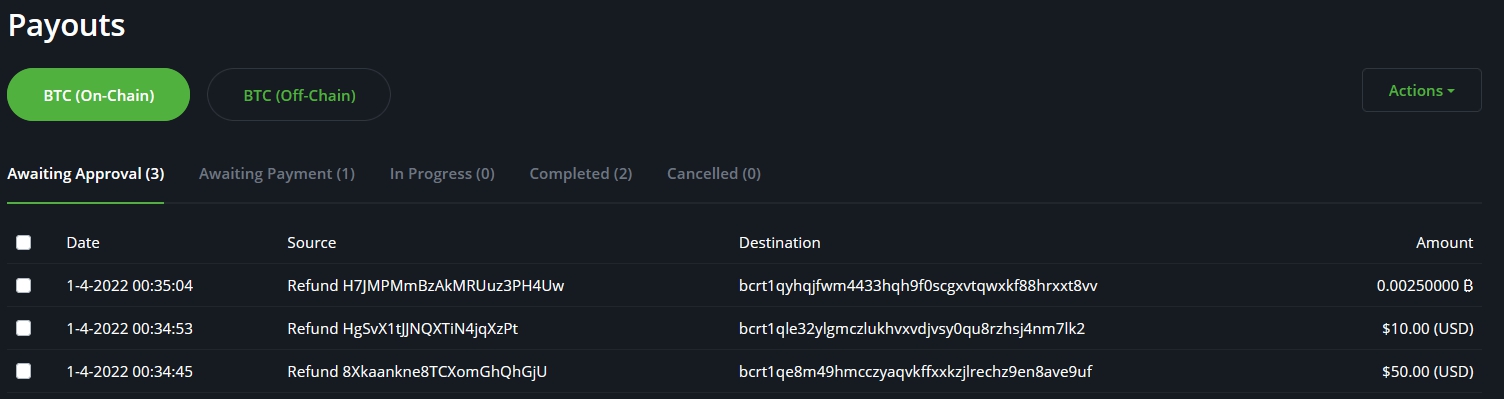 Payouts
BTC (On-Chain) BTC (Off-Chain) Actions
Awaiting Approval (3) Awaiting Payment (1) In Progress (0) Completed (2) Cancelled (0)
Date Source Destination Amount
1-4-2022 00:35:04 Refund H7JMPMmBzAkMRUuz3PH4Uw bcrt1qyhqjfwm4433hqh9f0scgxvtqwxkf88hrxxt8vv 0.00250000 ₿
1-4-2022 00:34:53 Refund HgSvX1tJJNQXTiN4jqXzPt bcrt1qle32ylgmczlukhvxvdjvsy0qu8rzhsj4nm7lk2 $10.00 (USD)
1-4-2022 00:34:45 Refund 8Xkaankne8TCXomGhQhGjU bcrt1qe8m49hmcczyaqvkffxxkzjlrechz9en8ave9uf $50.00 (USD)